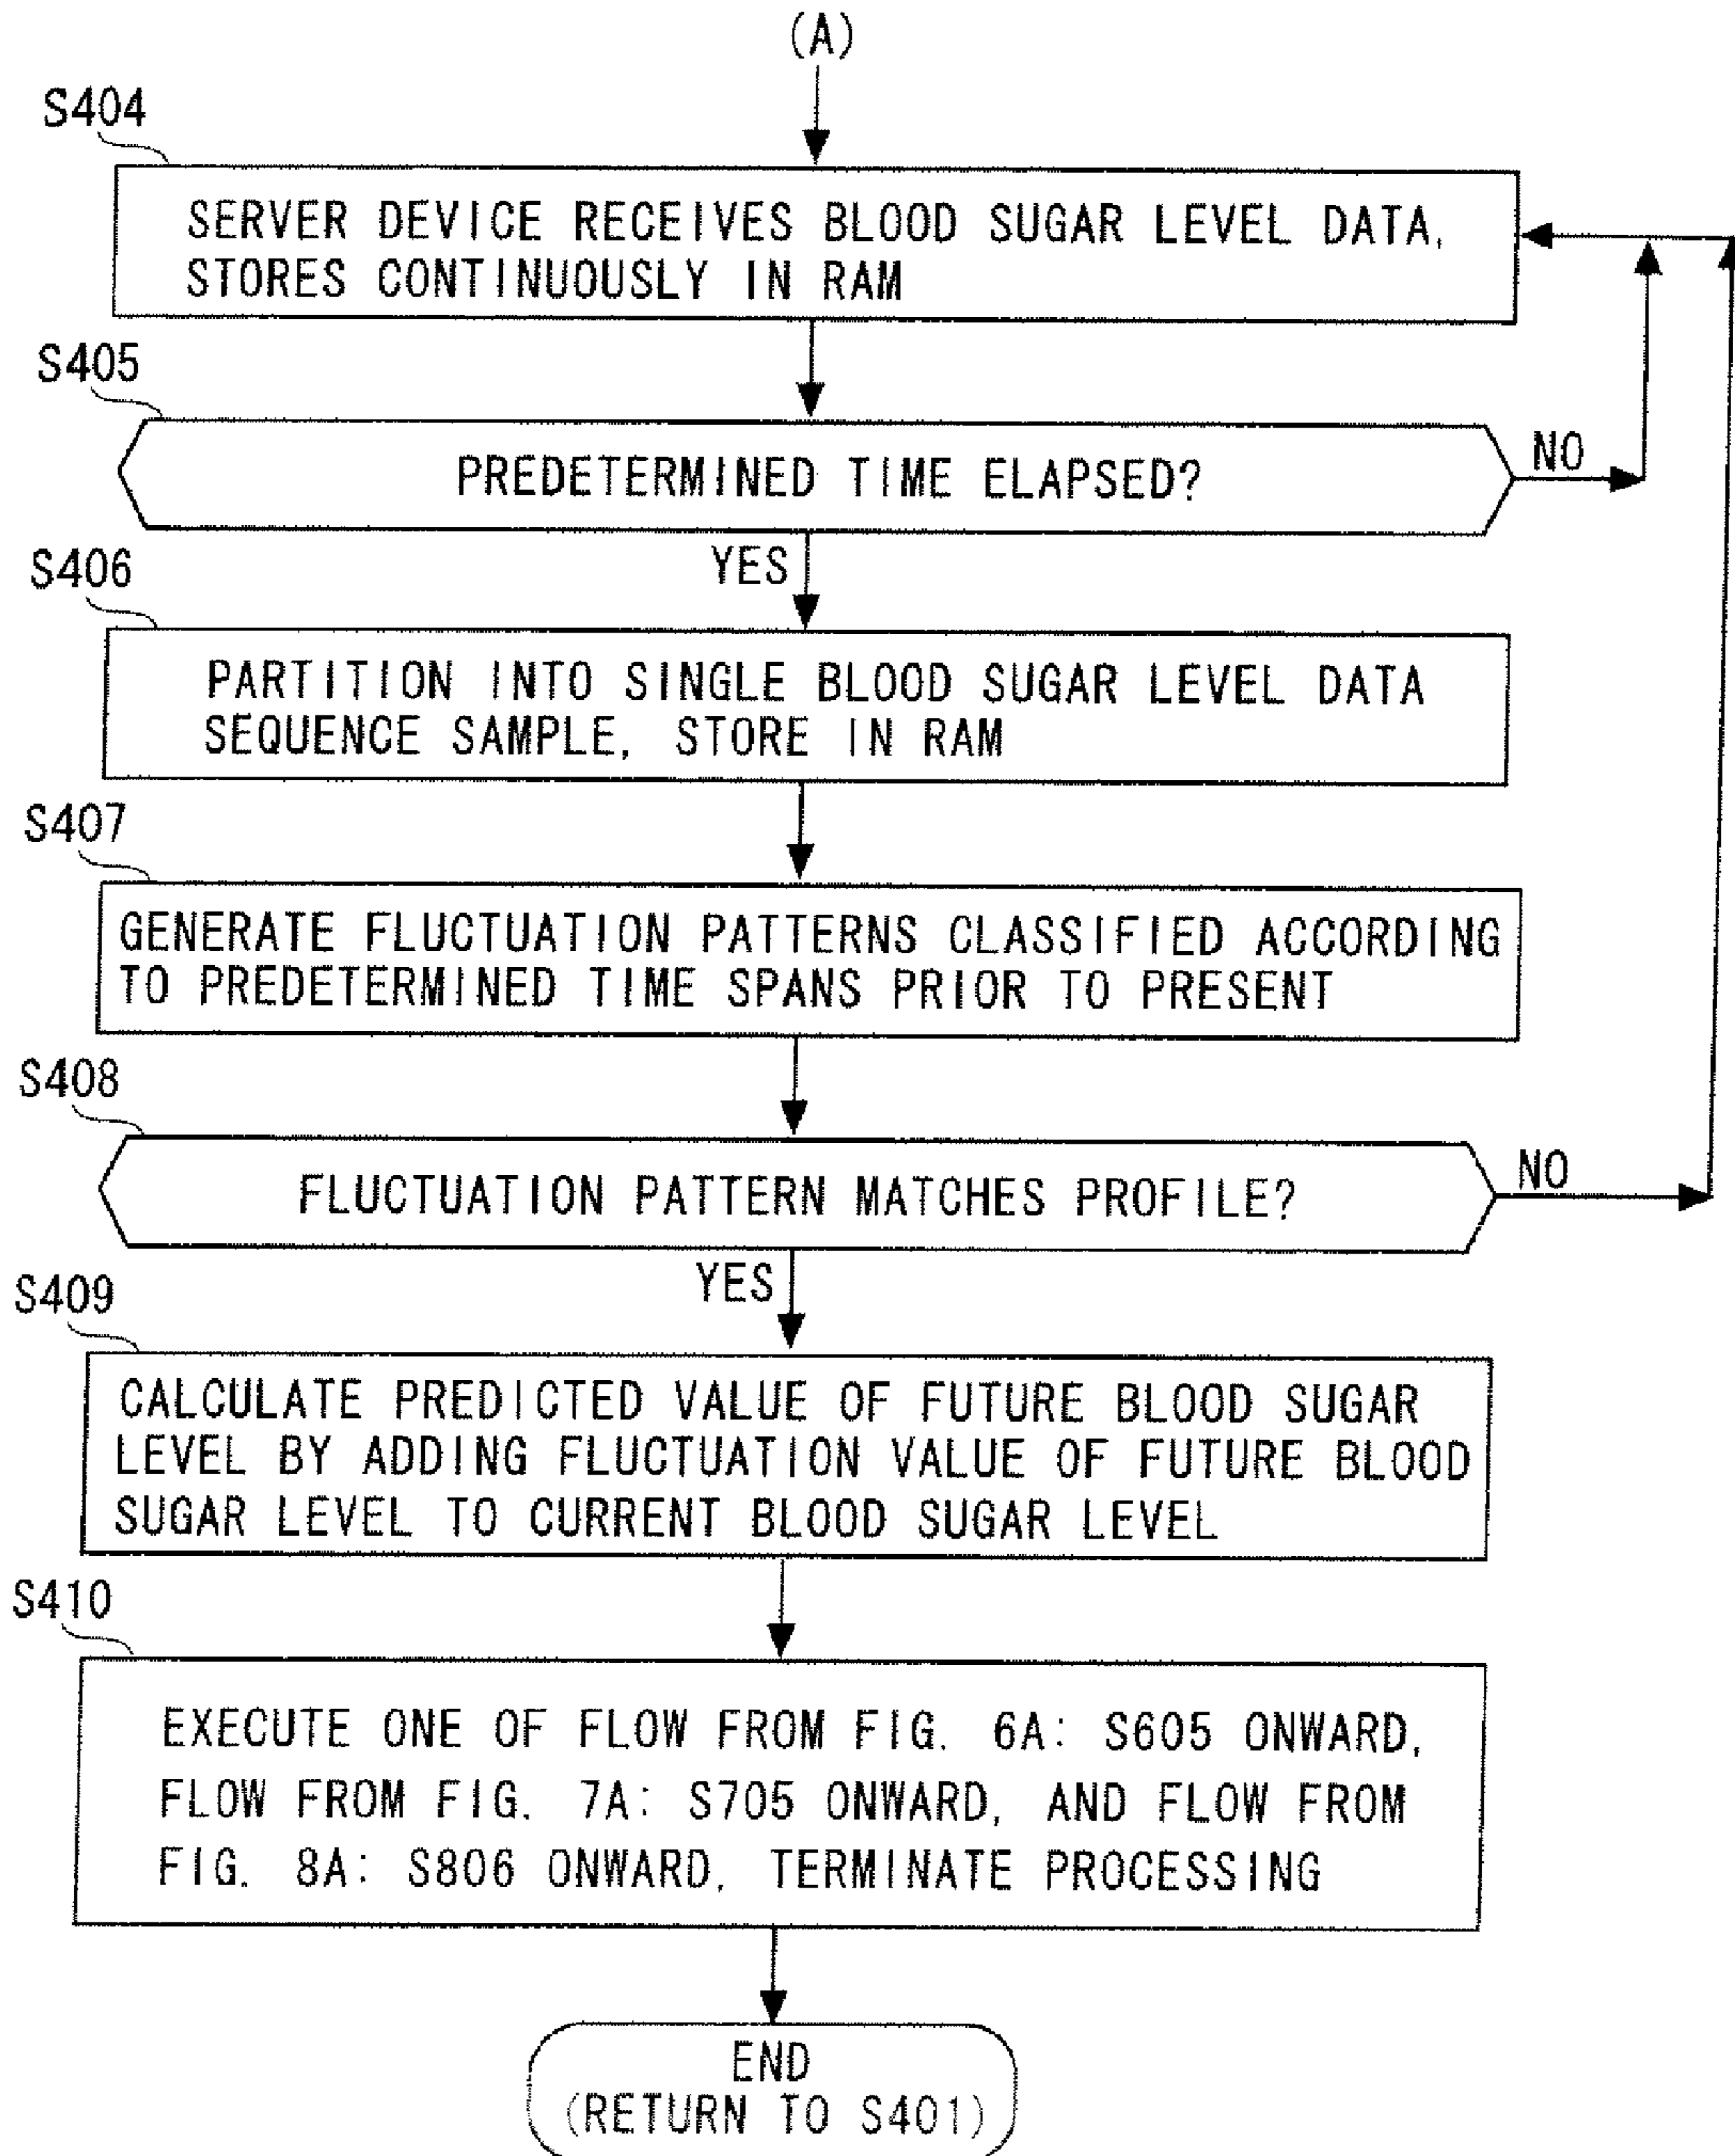 (A)
S404
SERVER DEVICE RECEIVES BLOOD SUGAR LEVEL DATA,
STORES CONTINUOUSLY IN RAM
S405
PREDETERMINED TIME ELAPSED?
NO
YES
S406
PARTITION INTO SINGLE BLOOD SUGAR LEVEL DATA
SEQUENCE SAMPLE, STORE IN RAM
S407
GENERATE FLUCTUATION PATTERNS CLASSIFIED ACCORDING
TO PREDETERMINED TIME SPANS PRIOR TO PRESENT
S408
FLUCTUATION PATTERN MATCHES PROFILE?
NO
YES
S409
CALCULATE PREDICTED VALUE OF FUTURE BLOOD SUGAR
LEVEL BY ADDING FLUCTUATION VALUE OF FUTURE BLOOD
SUGAR LEVEL TO CURRENT BLOOD SUGAR LEVEL
S410
EXECUTE ONE OF FLOW FROM FIG. 6A: S605 ONWARD,
FLOW FROM FIG. 7A: S705 ONWARD, AND FLOW FROM
FIG. 8A: S806 ONWARD, TERMINATE PROCESSING
END
(RETURN TO S401)